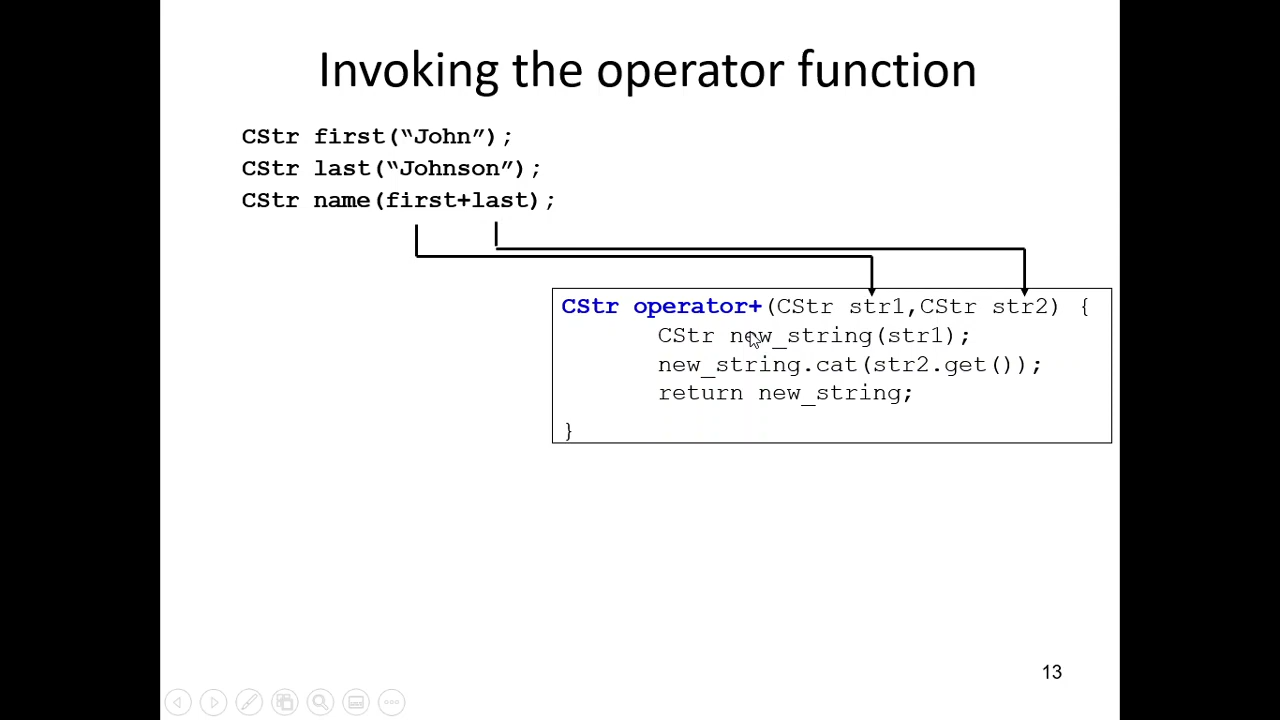 Invoking the operator function
CStr first(“John”);
CStr last(“Johnson”);
CStr name(first+last);
CStr operator+(CStr str1,CStr str2) {
new_string(str1);
new_string.cat(str2.get());
return new_string;
}
13